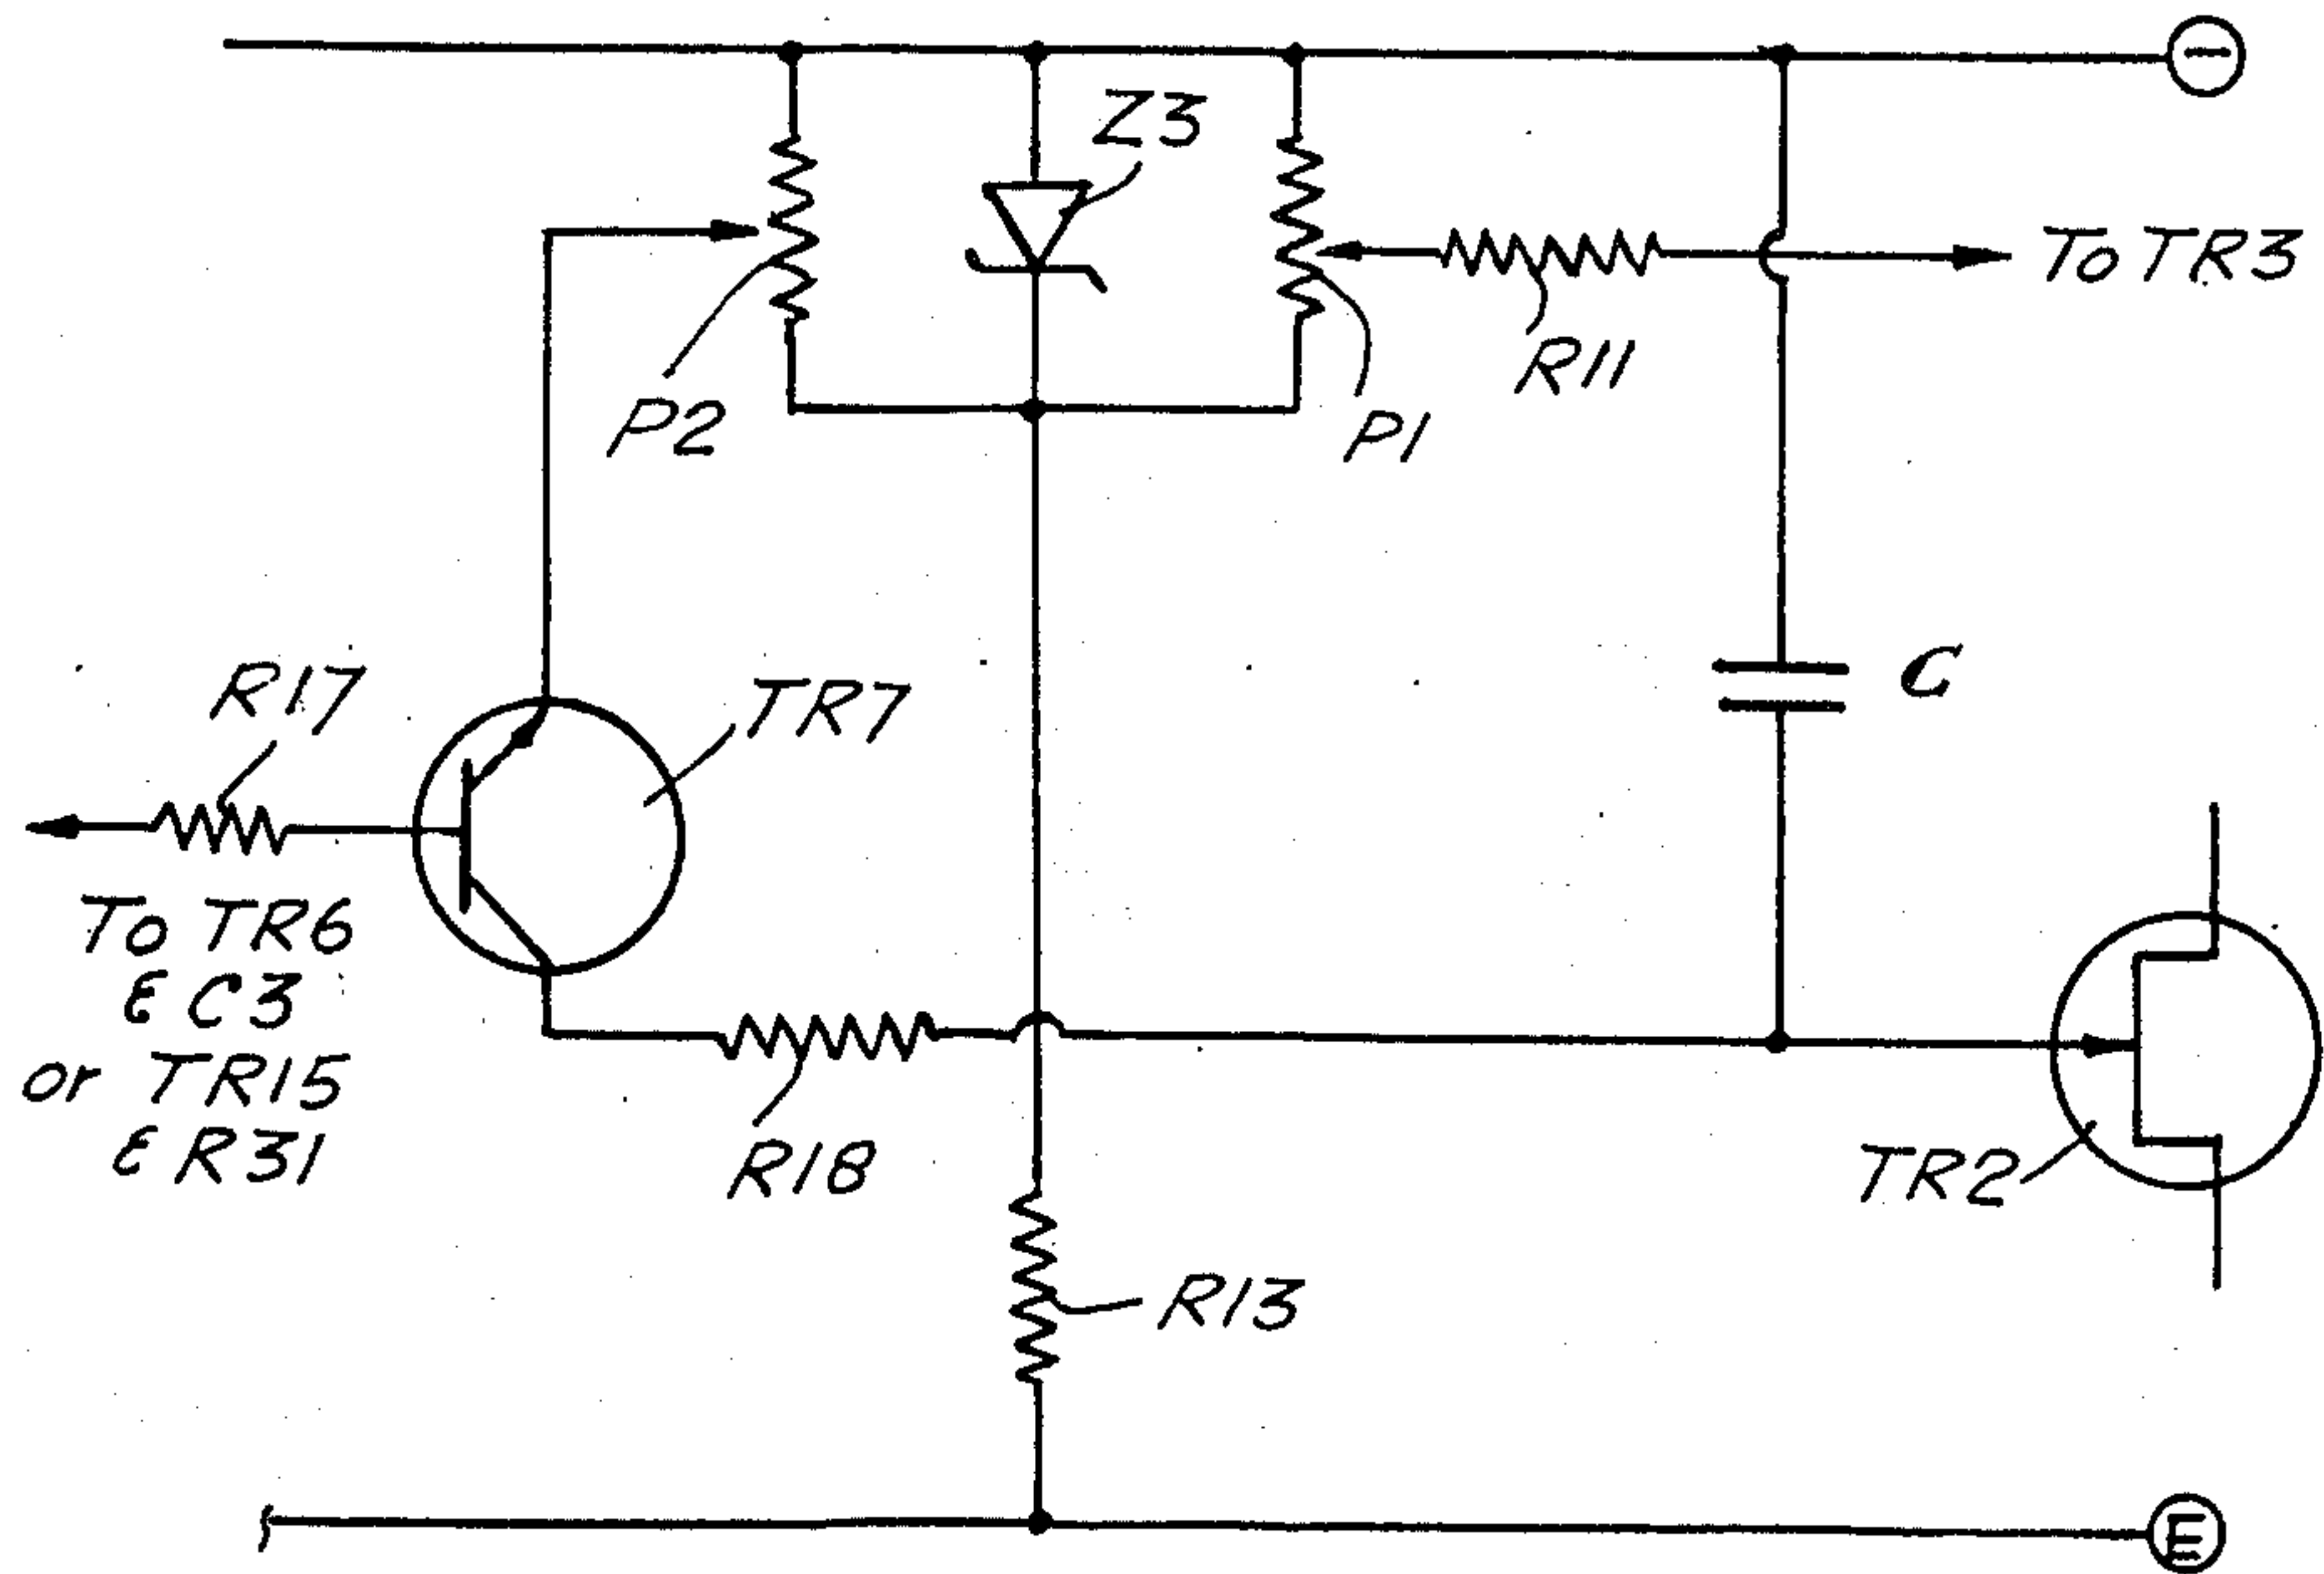 −
Z3
To TR3
R11
P2
P1
R17
TR7
C
To TR6
& C3
or TR15
& R31
R18
TR2
R13
E